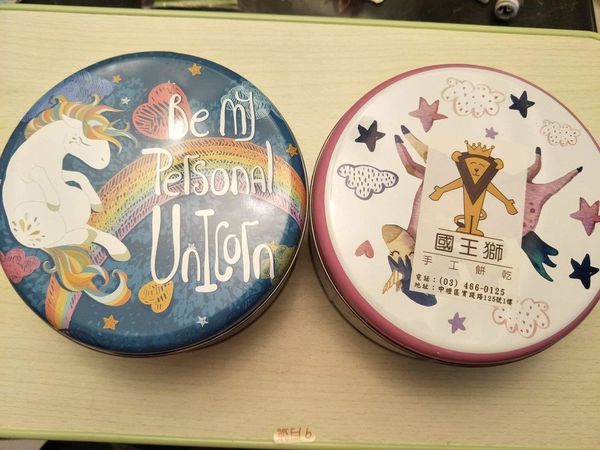 Be My
Personal
Unicorn
國王獅
手工餅乾
電話：(03) 466-0125
地址：中壢區實踐路125號1樓